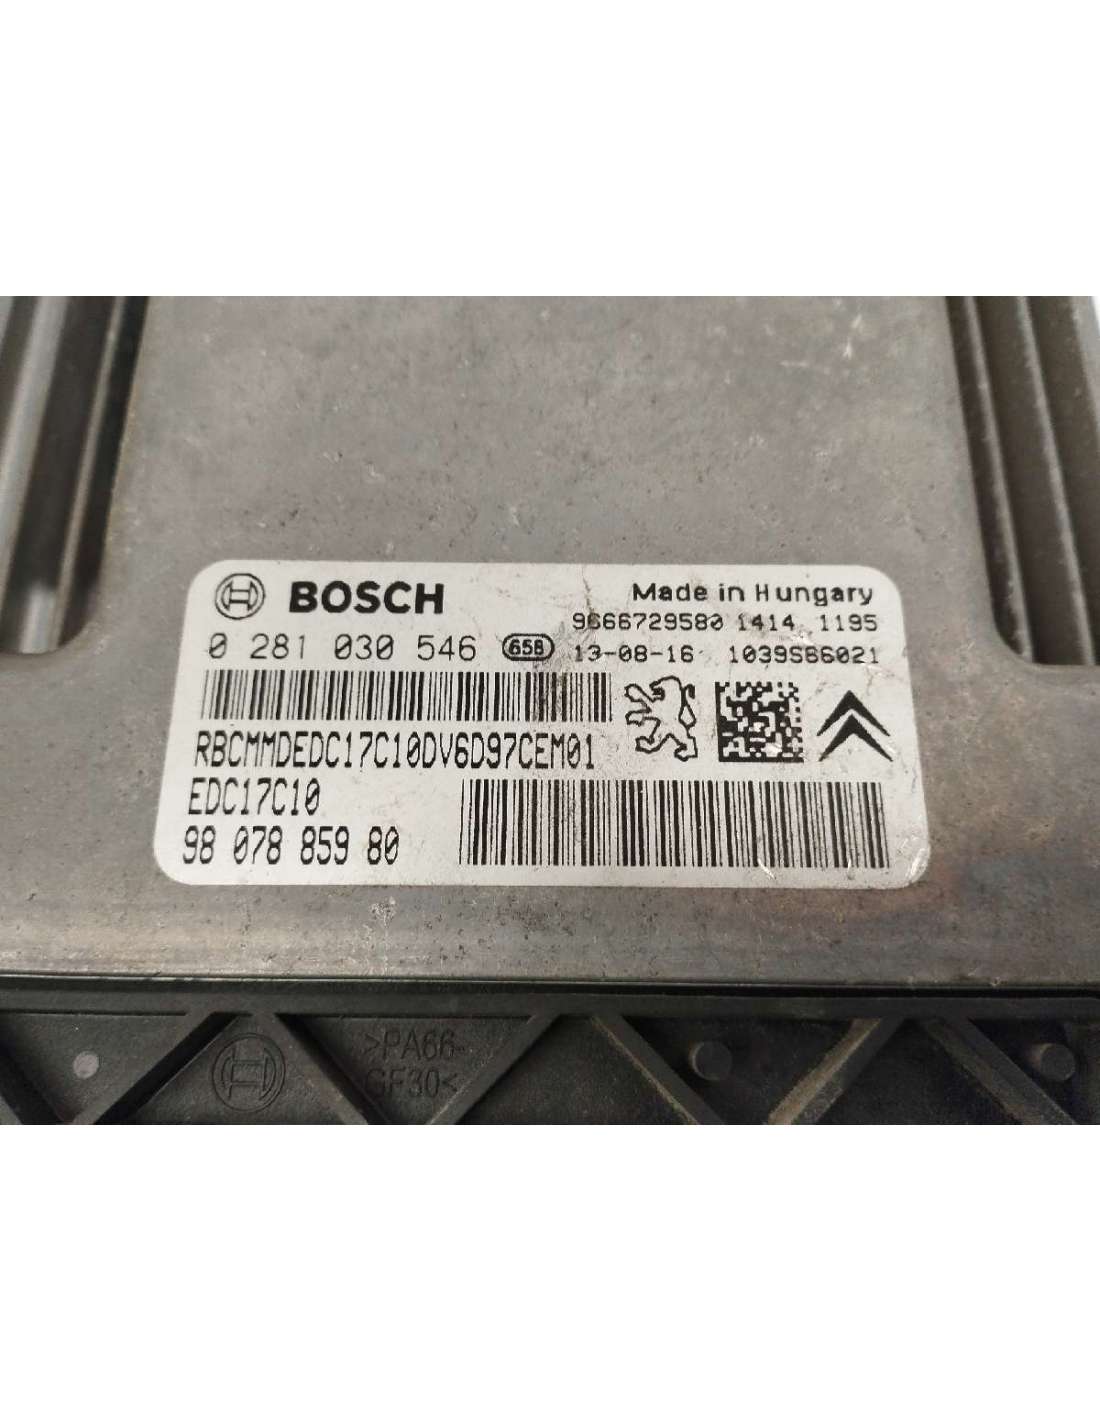 BOSCH
Made in Hungary
9666729580 1414 1195
0 281 030 546 658
13-08-16 1039S86021
RBCMMDEDC17C10DV6D97CEM01
EDC17C10
98 078 859 80
>PA66-
GF30<